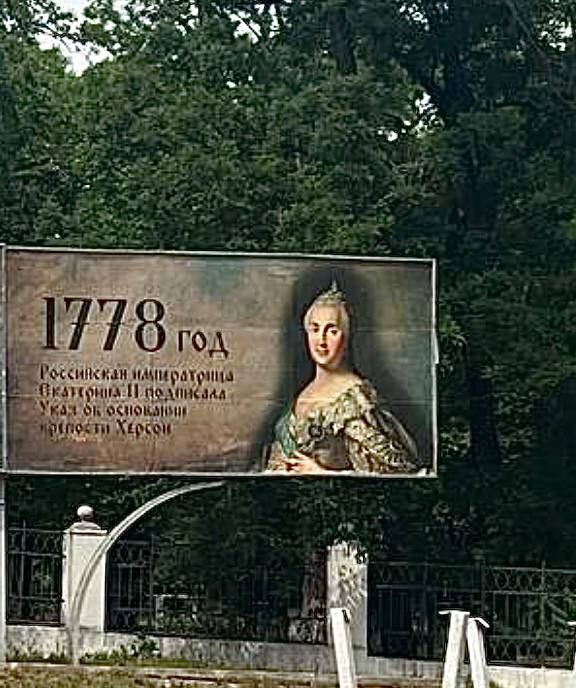 1778 год
Российская императрица
Екатерина II подписала
Указ об основании
крепости Херсон